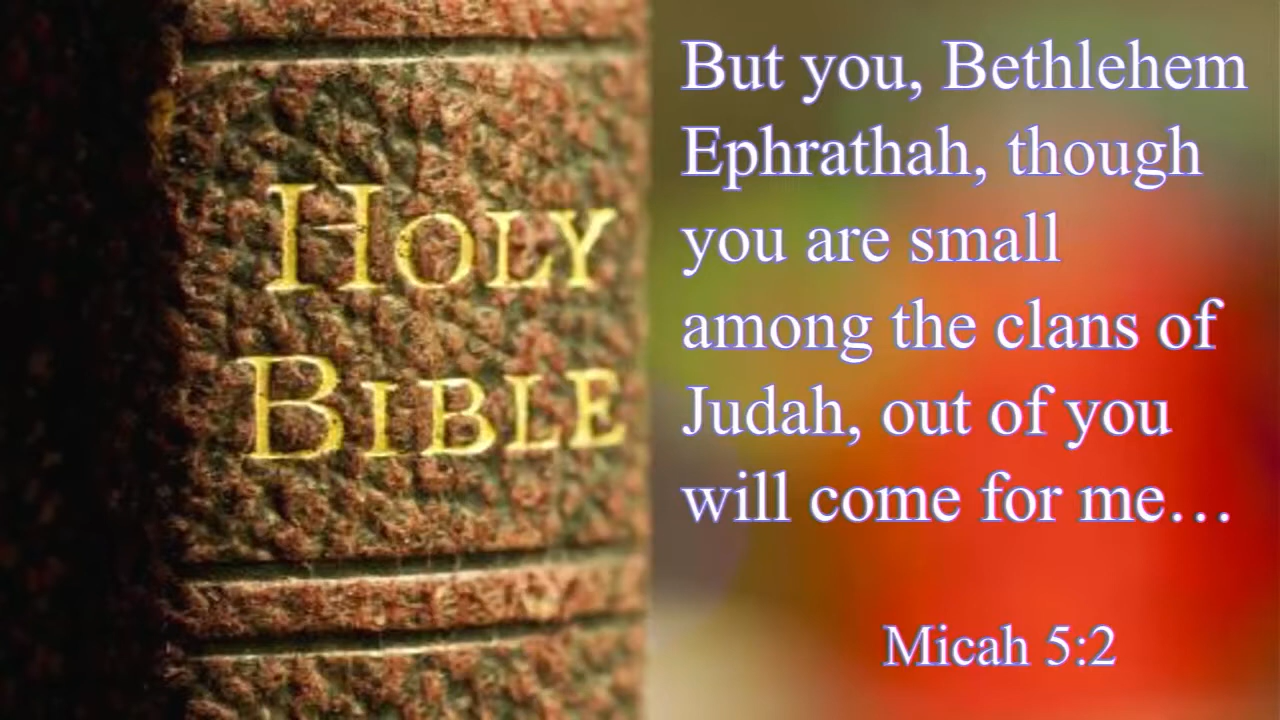 HOLY
BIBLE
But you, Bethlehem
Ephrathah, though
you are small
among the clans of
Judah, out of you
will come for me…
Micah 5:2